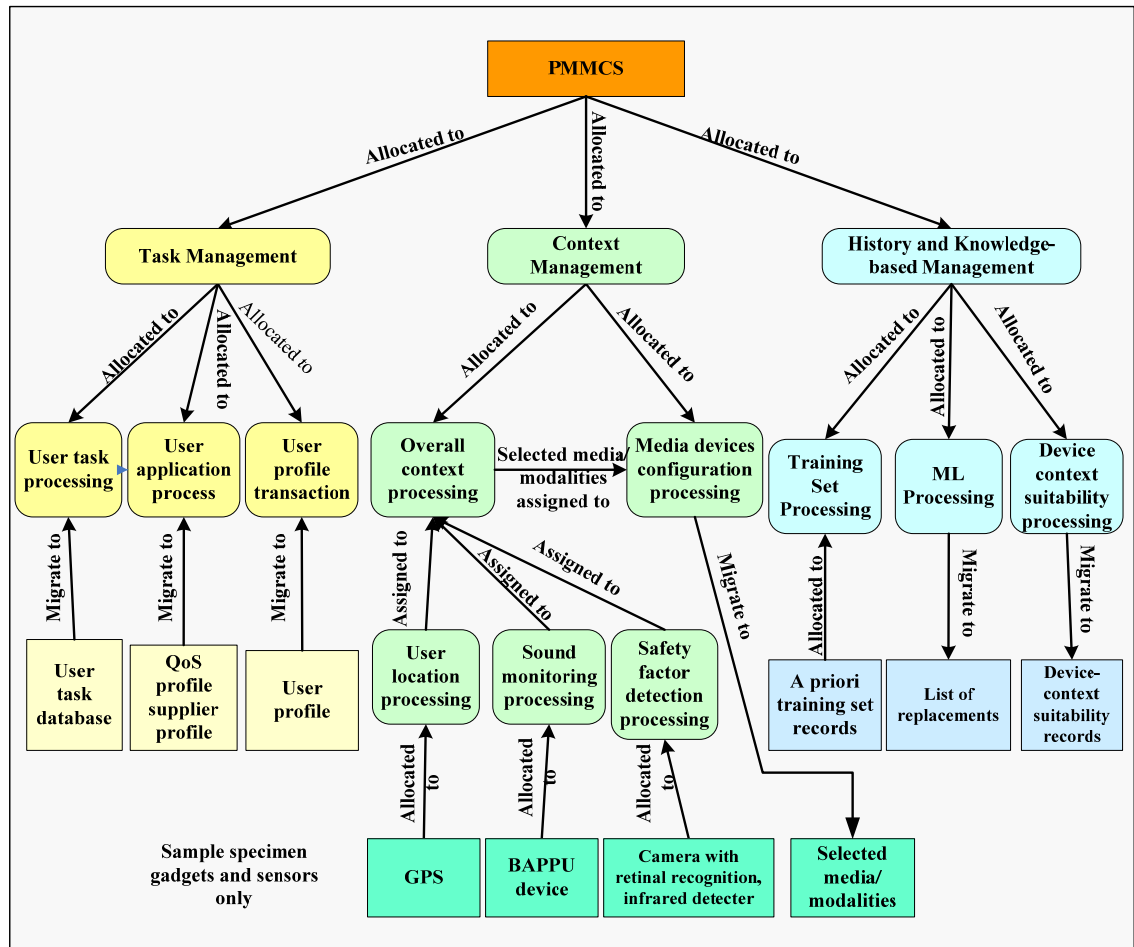 PMMCS
Allocated to
Allocated to
Allocated to
Task Management
Context
Management
History and Knowledge-
based Management
Allocated to
Allocated to
Allocated to
Allocated to
Allocated to
Allocated to
Allocated to
Allocated to
User task
processing
User
application
process
User
profile
transaction
Overall
context
processing
Selected media/
modalities
assigned to
Media devices
configuration
processing
Training
Set
Processing
ML
Processing
Device
context
suitability
processing
Migrate to
Migrate to
Migrate to
Assigned to
Assigned to
Assigned to
Migrate to
Allocated to
Migrate to
Migrate to
User
task
database
QoS
profile
supplier
profile
User
profile
User
location
processing
Sound
monitoring
processing
Safety
factor
detection
processing
A priori
training set
records
List of
replacements
Device-
context
suitability
records
Allocated
to
Allocated
to
Allocated
to
Sample specimen
gadgets and sensors
only
GPS
BAPPU
device
Camera with
retinal recognition,
infrared detecter
Selected
media/
modalities